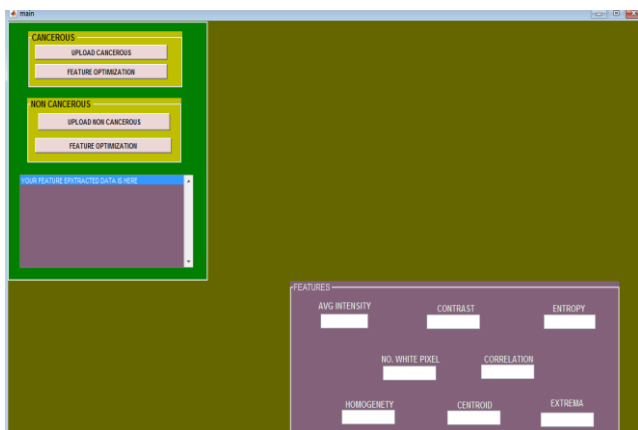 main
CANCEROUS
UPLOAD CANCEROUS
FEATURE OPTIMIZATION
NON CANCEROUS
UPLOAD NON CANCEROUS
FEATURE OPTIMIZATION
YOUR FEATURE EPXTRACTED DATA IS HERE
FEATURES
AVG INTENSITY
CONTRAST
ENTROPY
NO. WHITE PIXEL
CORRELATION
HOMOGENETY
CENTROID
EXTREMA